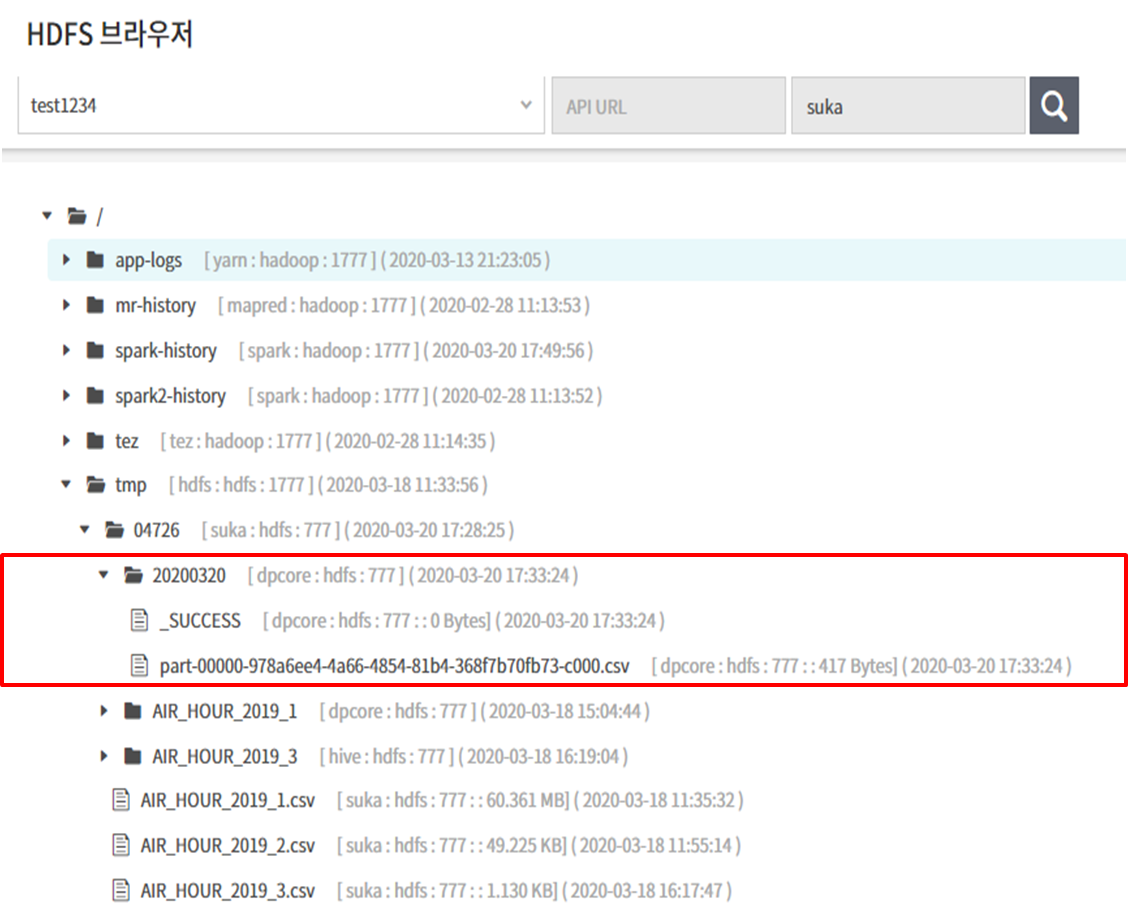 HDFS 브라우저
test1234 API URL suka
/
app-logs [ yarn : hadoop : 1777 ] ( 2020-03-13 21:23:05 )
mr-history [ mapred : hadoop : 1777 ] ( 2020-02-28 11:13:53 )
spark-history [ spark : hadoop : 1777 ] ( 2020-03-20 17:49:56 )
spark2-history [ spark : hadoop : 1777 ] ( 2020-02-28 11:13:52 )
tez [ tez : hadoop : 1777 ] ( 2020-02-28 11:14:35 )
tmp [ hdfs : hdfs : 1777 ] ( 2020-03-18 11:33:56 )
04726 [ suka : hdfs : 777 ] ( 2020-03-20 17:28:25 )
20200320 [ dpcore : hdfs : 777 ] ( 2020-03-20 17:33:24 )
_SUCCESS [ dpcore : hdfs : 777 : : 0 Bytes] ( 2020-03-20 17:33:24 )
part-00000-978a6ee4-4a66-4854-81b4-368f7b70fb73-c000.csv [ dpcore : hdfs : 777 : : 417 Bytes] ( 2020-03-20 17:33:24 )
AIR_HOUR_2019_1 [ dpcore : hdfs : 777 ] ( 2020-03-18 15:04:44 )
AIR_HOUR_2019_3 [ hive : hdfs : 777 ] ( 2020-03-18 16:19:04 )
AIR_HOUR_2019_1.csv [ suka : hdfs : 777 : : 60.361 MB] ( 2020-03-18 11:35:32 )
AIR_HOUR_2019_2.csv [ suka : hdfs : 777 : : 49.225 KB] ( 2020-03-18 11:55:14 )
AIR_HOUR_2019_3.csv [ suka : hdfs : 777 : : 1.130 KB] ( 2020-03-18 16:17:47 )